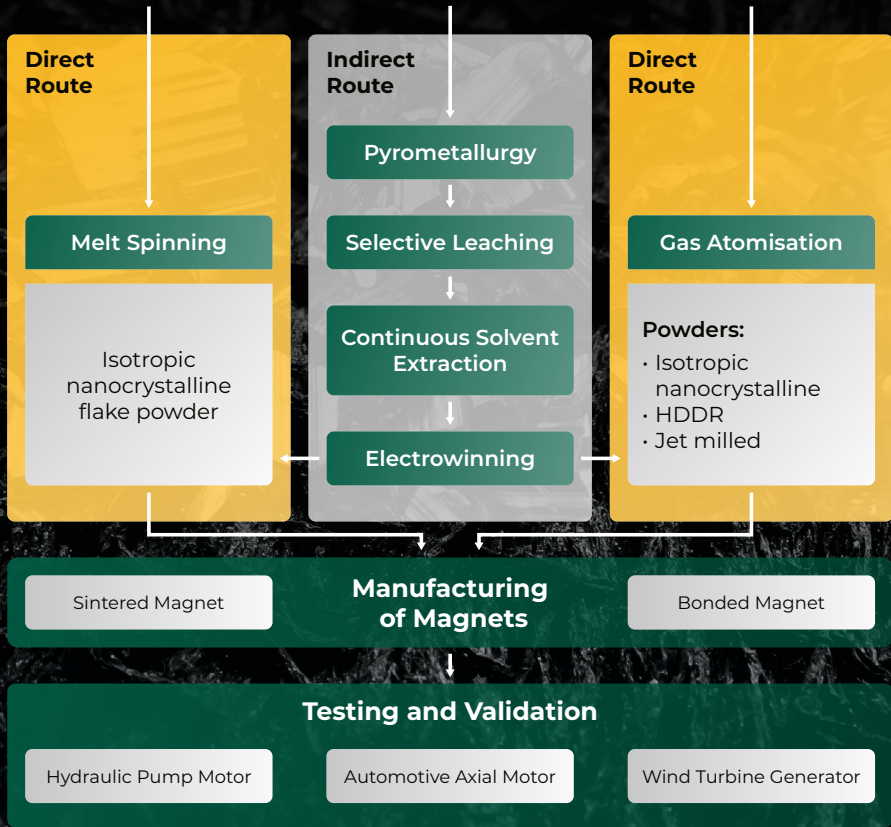 Direct
Route
Melt Spinning
Isotropic
nanocrystalline
flake powder
Indirect
Route
Pyrometallurgy
Selective Leaching
Continuous Solvent
Extraction
Electrowinning
Direct
Route
Gas Atomisation
Powders:
• Isotropic
nanocrystalline
• HDDR
• Jet milled
Manufacturing
of Magnets
Sintered Magnet
Bonded Magnet
Testing and Validation
Hydraulic Pump Motor
Automotive Axial Motor
Wind Turbine Generator